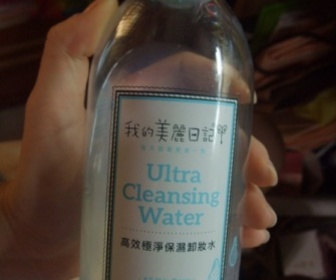 我的美麗日記
Ultra
Cleansing
Water
高效極淨保濕卸妝水